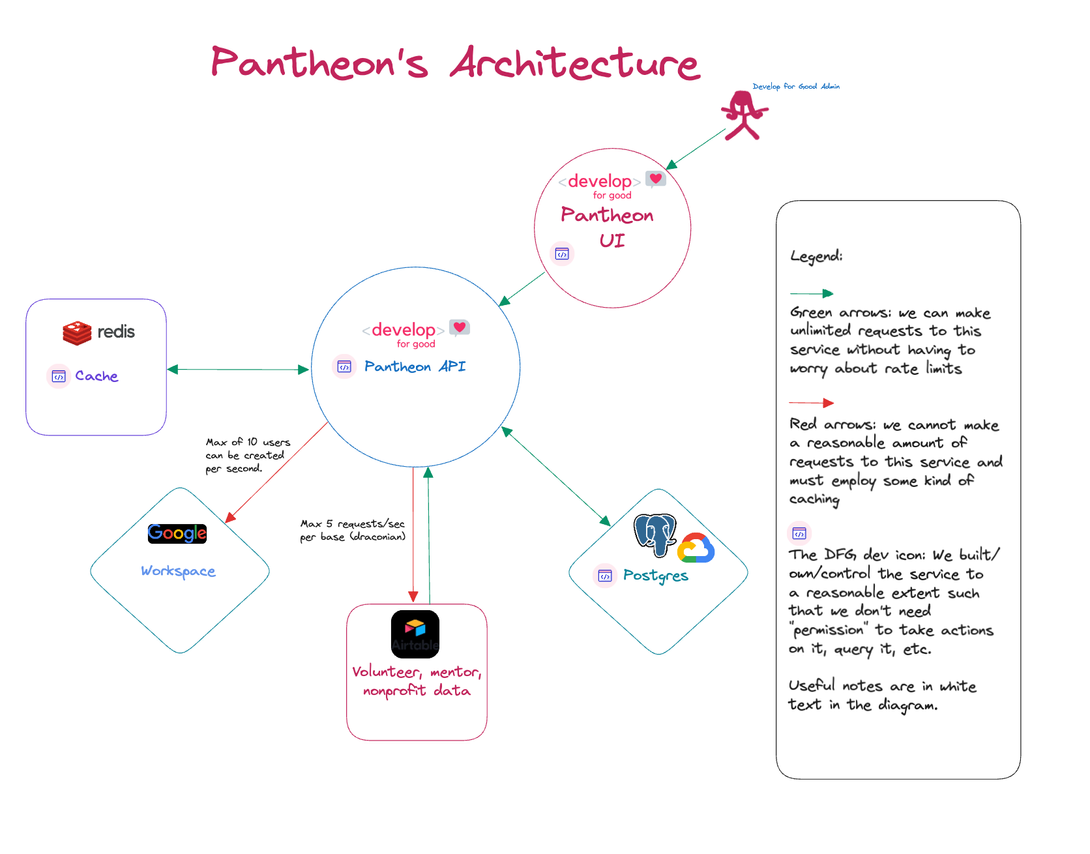 Pantheon's Architecture
Develop for Good Admin
<develop>
for good
Pantheon
UI
<develop>
for good
Pantheon API
redis
Cache
Max of 10 users
can be created
per second.
Google
Workspace
Max 5 requests/sec
per base (draconian)
Airtable
Volunteer, mentor,
nonprofit data
Postgres
Legend:
Green arrows: we can make
unlimited requests to this
service without having to
worry about rate limits
Red arrows: we cannot make
a reasonable amount of
requests to this service and
must employ some kind of
caching
The DFG dev icon: We built/
own/control the service to
a reasonable extent such
that we don't need
"permission" to take actions
on it, query it, etc.
Useful notes are in white
text in the diagram.